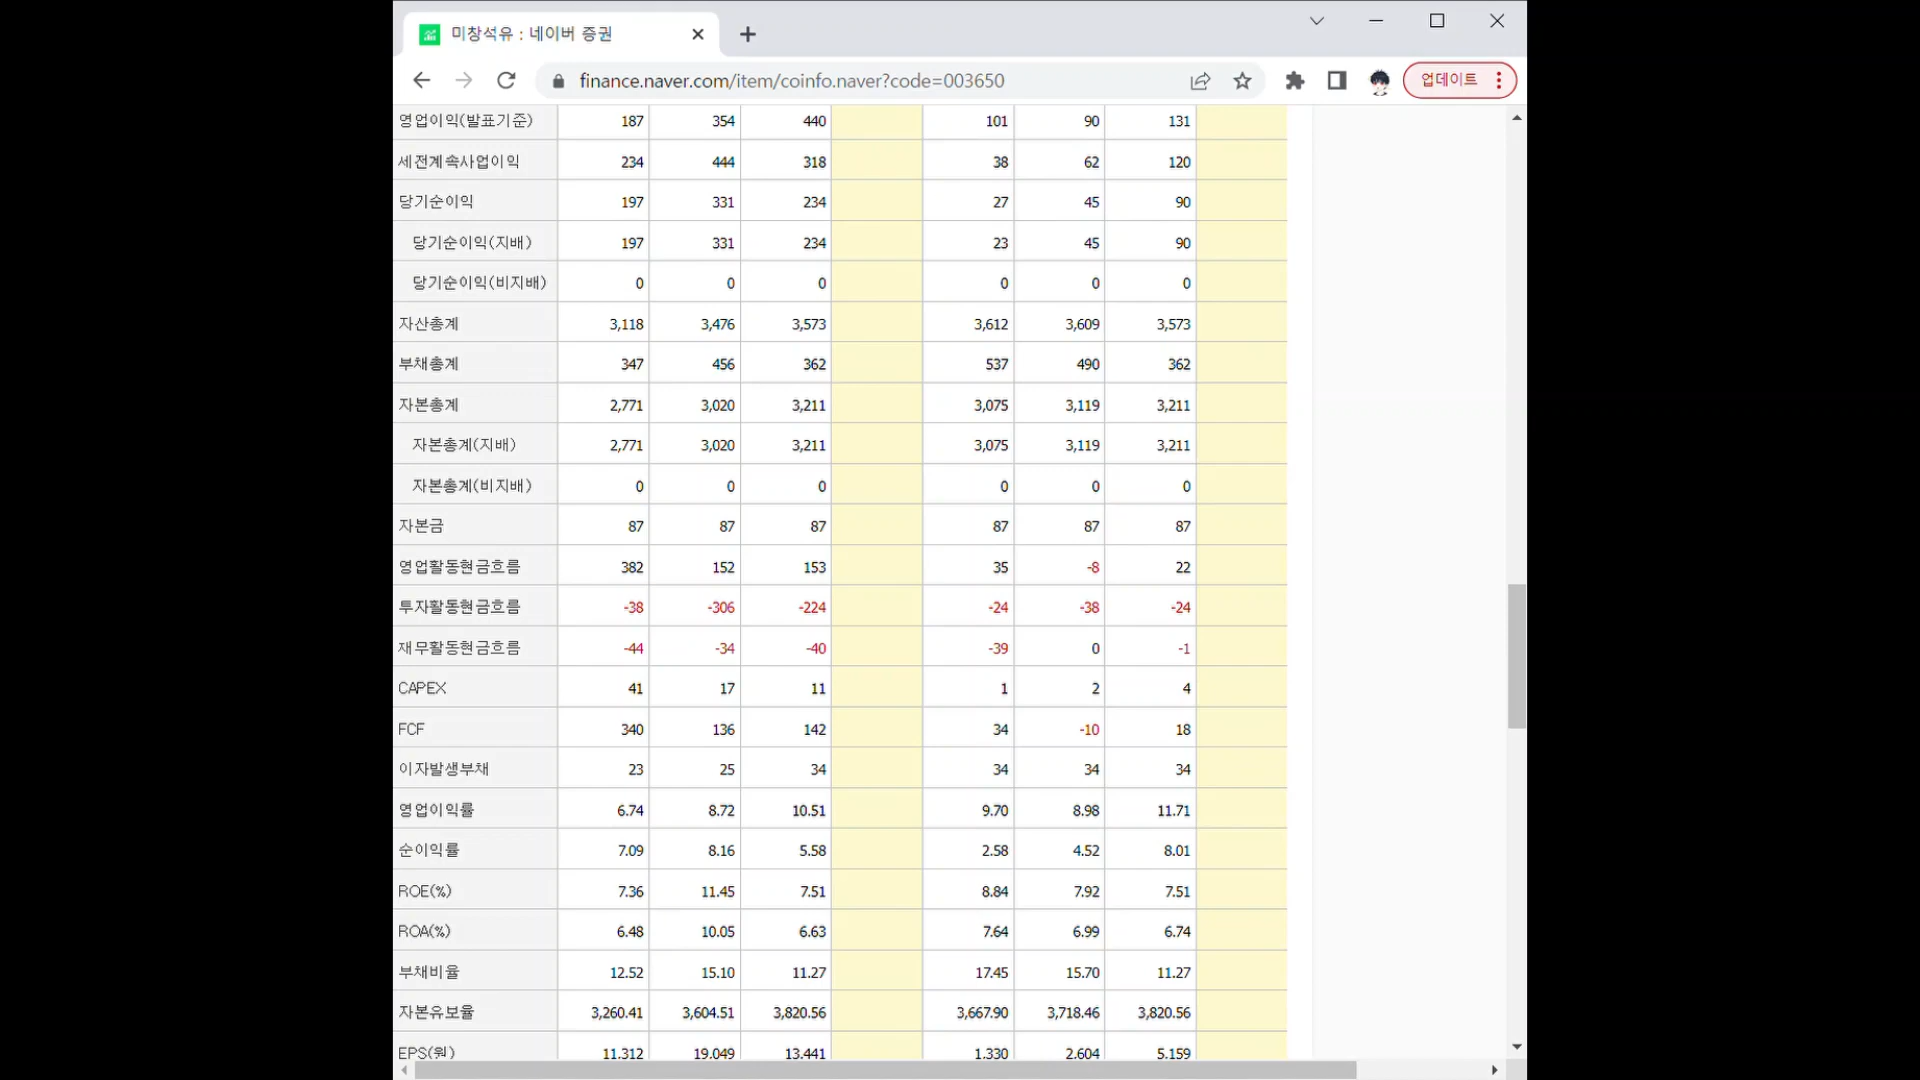 미창석유 : 네이버 증권
finance.naver.com/item/coinfo.naver?code=003650
업데이트
영업이익(발표기준) 187 354 440 101 90 131
세전계속사업이익 234 444 318 38 62 120
당기순이익 197 331 234 27 45 90
당기순이익(지배) 197 331 234 23 45 90
당기순이익(비지배) 0 0 0 0 0 0
자산총계 3,118 3,476 3,573 3,612 3,609 3,573
부채총계 347 456 362 537 490 362
자본총계 2,771 3,020 3,211 3,075 3,119 3,211
자본총계(지배) 2,771 3,020 3,211 3,075 3,119 3,211
자본총계(비지배) 0 0 0 0 0 0
자본금 87 87 87 87 87 87
영업활동현금흐름 382 152 153 35 -8 22
투자활동현금흐름 -38 -306 -224 -24 -38 -24
재무활동현금흐름 -44 -34 -40 -39 0 -1
CAPEX 41 17 11 1 2 4
FCF 340 136 142 34 -10 18
이자발생부채 23 25 34 34 34 34
영업이익률 6.74 8.72 10.51 9.70 8.98 11.71
순이익률 7.09 8.16 5.58 2.58 4.52 8.01
ROE(%) 7.36 11.45 7.51 8.84 7.92 7.51
ROA(%) 6.48 10.05 6.63 7.64 6.99 6.74
부채비율 12.52 15.10 11.27 17.45 15.70 11.27
자본유보율 3,260.41 3,604.51 3,820.56 3,667.90 3,718.46 3,820.56
EPS(원) 11,312 19,049 13,441 1,330 2,604 5,159